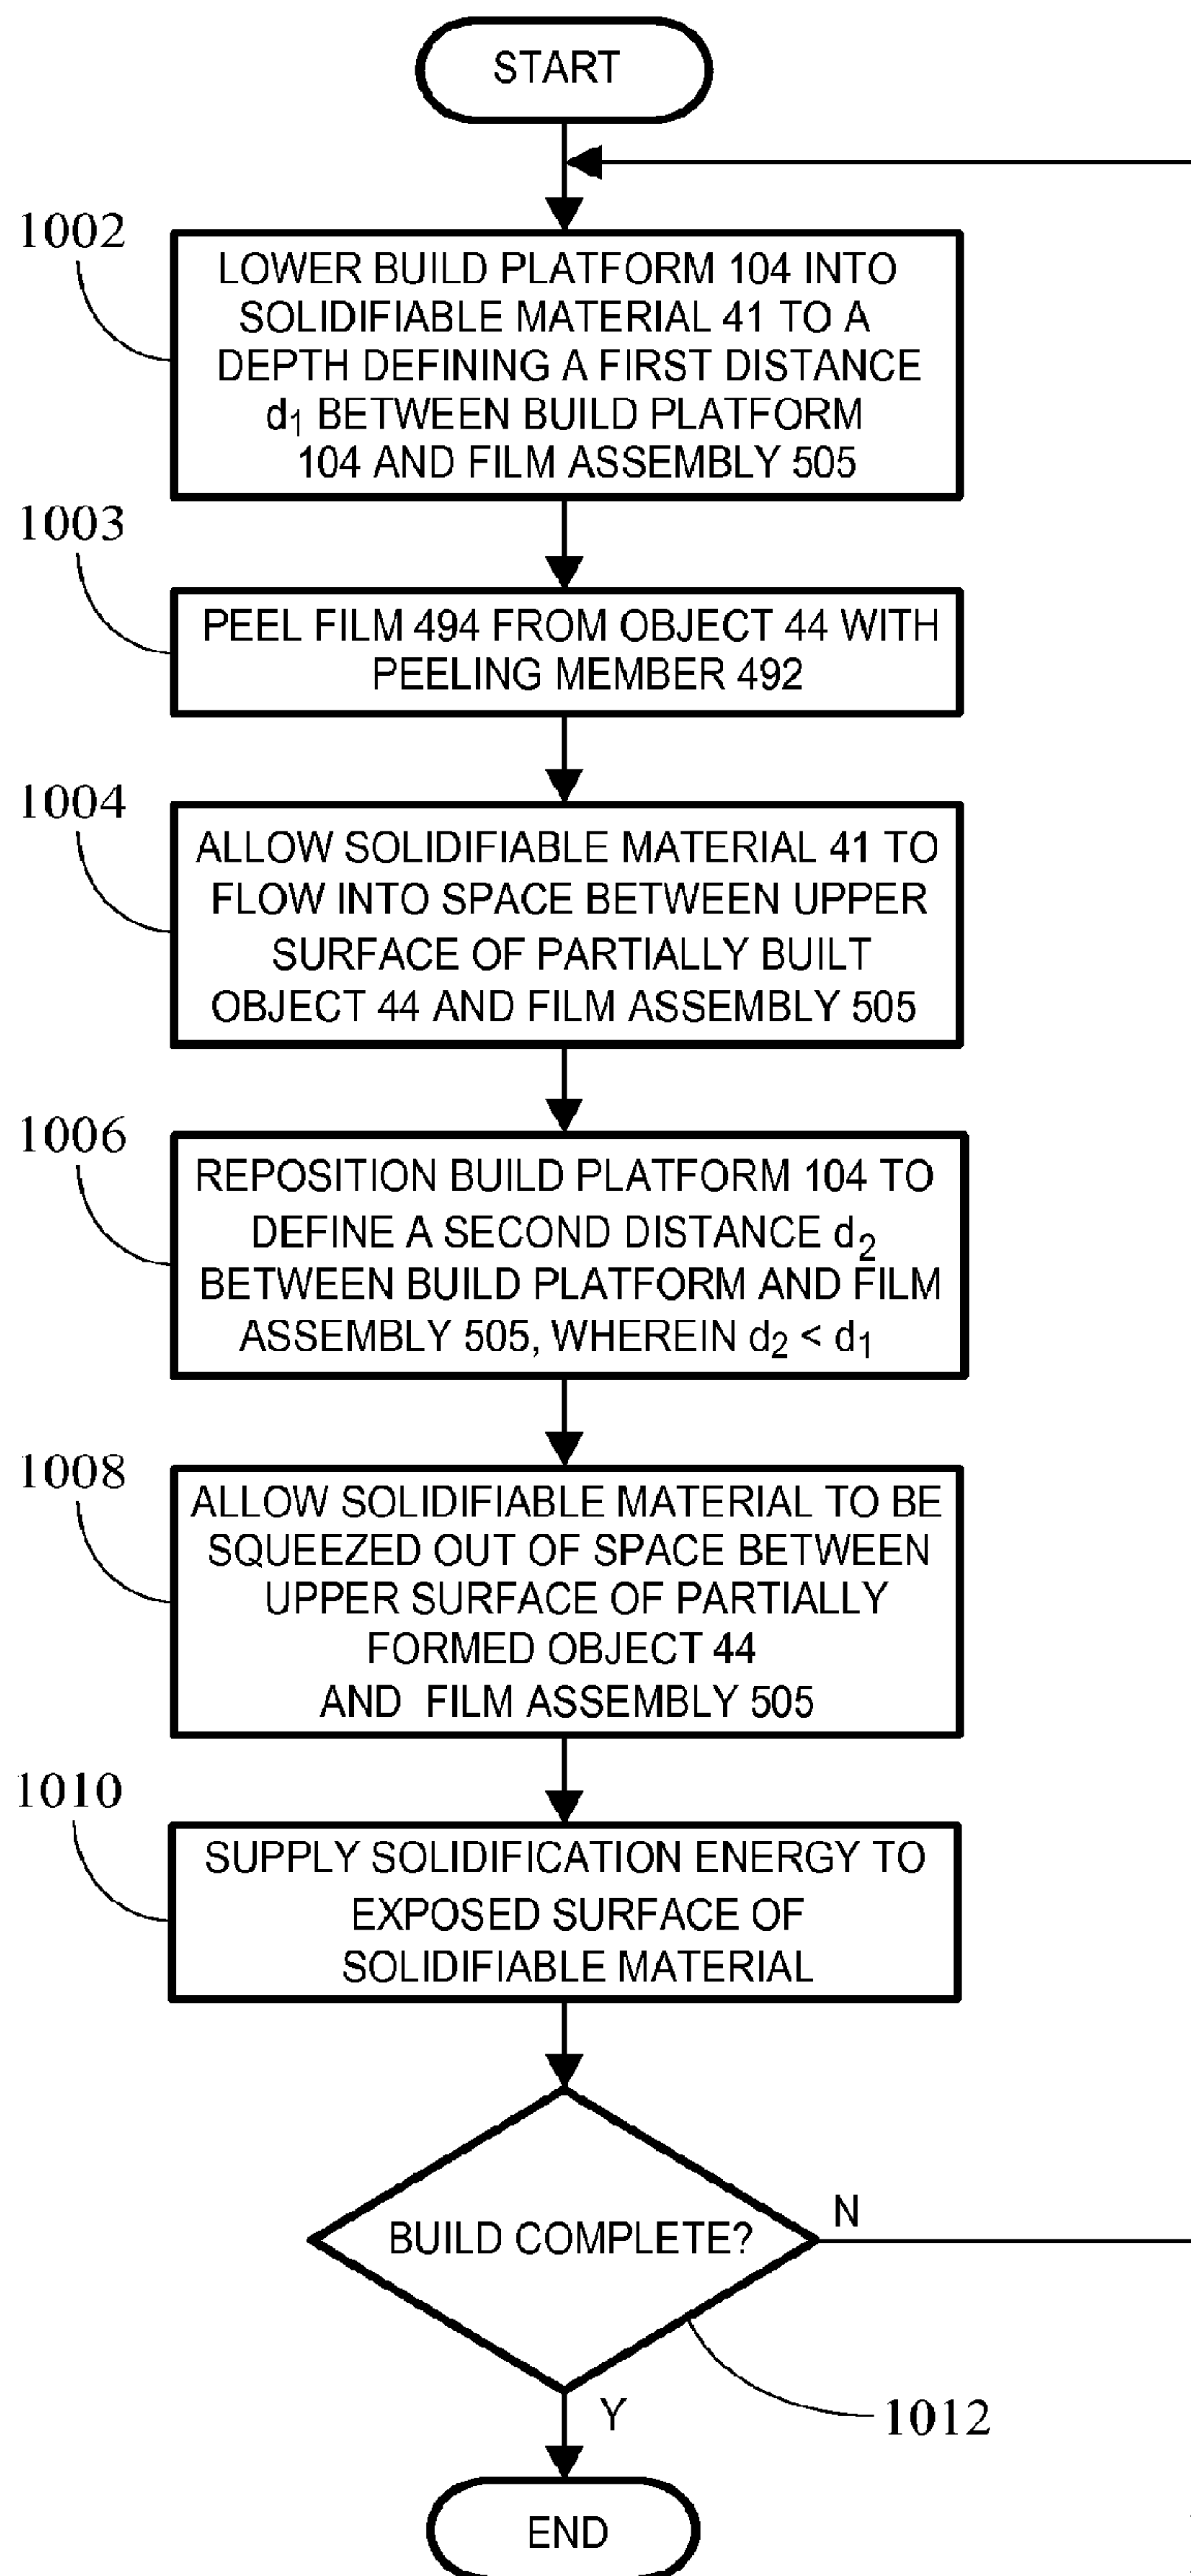 START
1002
LOWER BUILD PLATFORM 104 INTO
SOLIDIFIABLE MATERIAL 41 TO A
DEPTH DEFINING A FIRST DISTANCE
d1 BETWEEN BUILD PLATFORM
104 AND FILM ASSEMBLY 505
1003
PEEL FILM 494 FROM OBJECT 44 WITH
PEELING MEMBER 492
1004
ALLOW SOLIDIFIABLE MATERIAL 41 TO
FLOW INTO SPACE BETWEEN UPPER
SURFACE OF PARTIALLY BUILT
OBJECT 44 AND FILM ASSEMBLY 505
1006
REPOSITION BUILD PLATFORM 104 TO
DEFINE A SECOND DISTANCE d2
BETWEEN BUILD PLATFORM AND FILM
ASSEMBLY 505, WHEREIN d2 < d1
1008
ALLOW SOLIDIFIABLE MATERIAL TO BE
SQUEEZED OUT OF SPACE BETWEEN
UPPER SURFACE OF PARTIALLY
FORMED OBJECT 44
AND FILM ASSEMBLY 505
1010
SUPPLY SOLIDIFICATION ENERGY TO
EXPOSED SURFACE OF
SOLIDIFIABLE MATERIAL
BUILD COMPLETE?
N
Y
1012
END